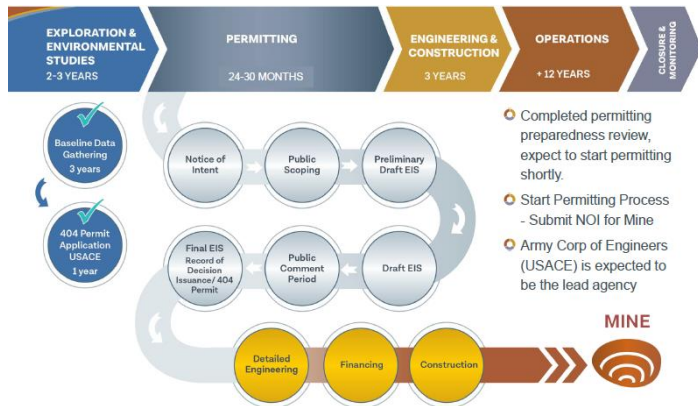 EXPLORATION &
ENVIRONMENTAL
STUDIES
2-3 YEARS
PERMITTING
24-30 MONTHS
ENGINEERING &
CONSTRUCTION
3 YEARS
OPERATIONS
+ 12 YEARS
CLOSURE &
MONITORING
Baseline Data
Gathering
3 years
404 Permit
Application
USACE
1 year
Notice of
Intent
Public
Scoping
Preliminary
Draft EIS
Final EIS
Record of
Decision
Issuance/ 404
Permit
Public
Comment
Period
Draft EIS
Detailed
Engineering
Financing
Construction
Completed permitting
preparedness review,
expect to start permitting
shortly.
Start Permitting Process
- Submit NOI for Mine
Army Corp of Engineers
(USACE) is expected to
be the lead agency
MINE